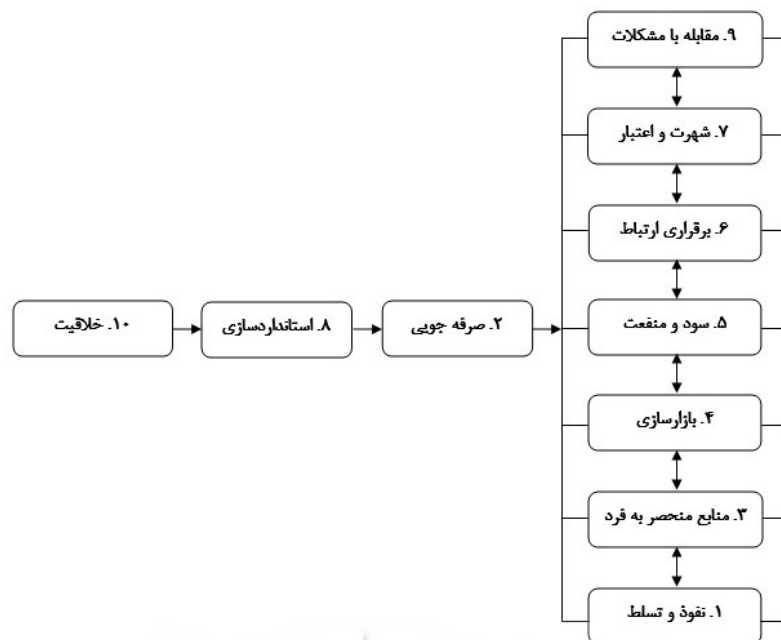 ۹. مقابله با مشکلات
۷. شهرت و اعتبار
۶. برقراری ارتباط
۵. سود و منفعت
۲. صرفه جویی
۸. استانداردسازی
۱۰. خلاقیت
۴. بازارسازی
۳. منابع منحصر به فرد
۱. نفوذ و تسلط